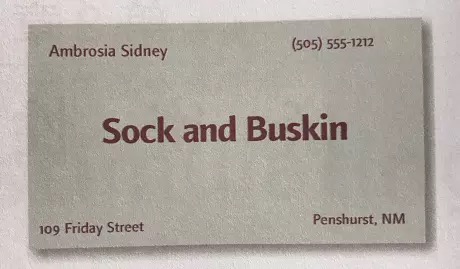 Ambrosia Sidney
(505) 555-1212
Sock and Buskin
109 Friday Street
Penshurst, NM